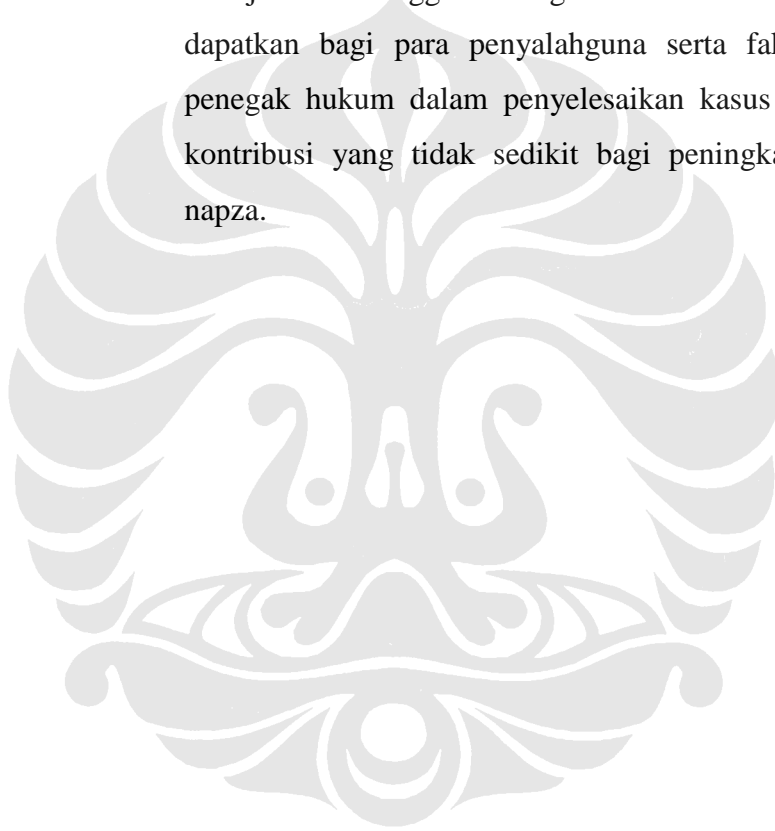 dapatkan bagi para penyalahguna serta
penegak hukum dalam penyelesaikan kasus
kontribusi yang tidak sedikit bagi
napza.